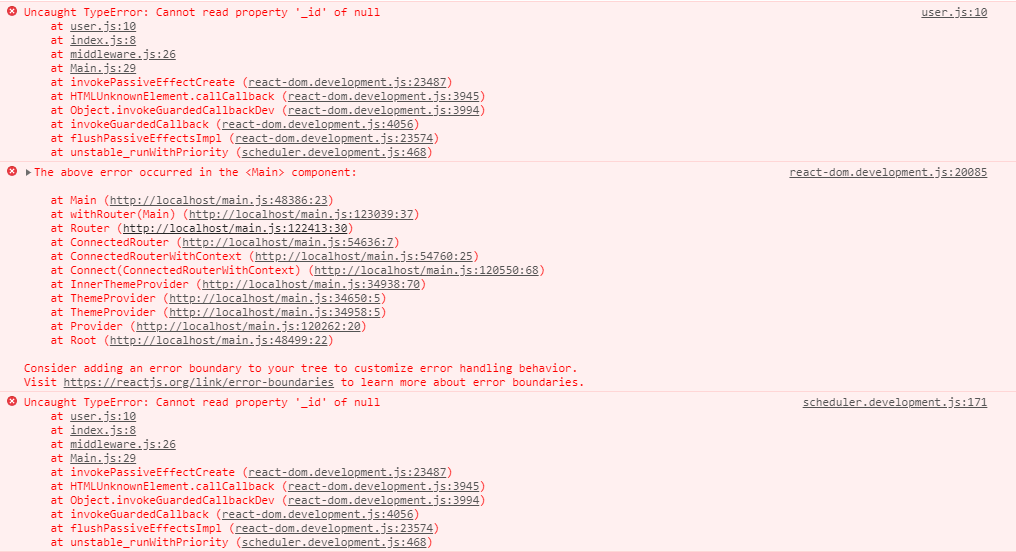 Uncaught TypeError: Cannot read property '_id' of null user.js:10
at user.js:10
at index.js:8
at middleware.js:26
at Main.js:29
at invokePassiveEffectCreate (react-dom.development.js:23487)
at HTMLUnknownElement.callCallback (react-dom.development.js:3945)
at Object.invokeGuardedCallbackDev (react-dom.development.js:3994)
at invokeGuardedCallback (react-dom.development.js:4056)
at flushPassiveEffectsImpl (react-dom.development.js:23574)
at unstable_runWithPriority (scheduler.development.js:468)
The above error occurred in the <Main> component: react-dom.development.js:20085
at Main (http://localhost/main.js:48386:23)
at withRouter(Main) (http://localhost/main.js:123039:37)
at Router (http://localhost/main.js:122413:30)
at ConnectedRouter (http://localhost/main.js:54636:7)
at ConnectedRouterWithContext (http://localhost/main.js:54760:25)
at Connect(ConnectedRouterWithContext) (http://localhost/main.js:120550:68)
at InnerThemeProvider (http://localhost/main.js:34938:70)
at ThemeProvider (http://localhost/main.js:34650:5)
at ThemeProvider (http://localhost/main.js:34958:5)
at Provider (http://localhost/main.js:120262:20)
at Root (http://localhost/main.js:48499:22)
Consider adding an error boundary to your tree to customize error handling behavior.
Visit https://reactjs.org/link/error-boundaries to learn more about error boundaries.
Uncaught TypeError: Cannot read property '_id' of null scheduler.development.js:171
at user.js:10
at index.js:8
at middleware.js:26
at Main.js:29
at invokePassiveEffectCreate (react-dom.development.js:23487)
at HTMLUnknownElement.callCallback (react-dom.development.js:3945)
at Object.invokeGuardedCallbackDev (react-dom.development.js:3994)
at invokeGuardedCallback (react-dom.development.js:4056)
at flushPassiveEffectsImpl (react-dom.development.js:23574)
at unstable_runWithPriority (scheduler.development.js:468)